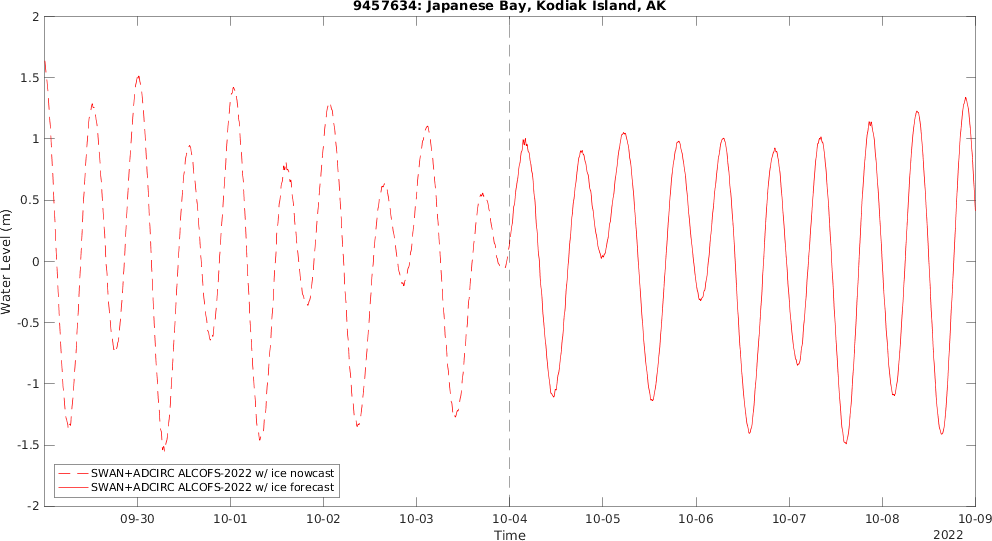 9457634: Japanese Bay, Kodiak Island, AK
2
1.5
1
0.5
0
-0.5
-1
-1.5
-2
Water Level (m)
SWAN+ADCIRC ALCOFS-2022 w/ ice nowcast
SWAN+ADCIRC ALCOFS-2022 w/ ice forecast
09-30 10-01 10-02 10-03 10-04 10-05 10-06 10-07 10-08 10-09
Time
2022